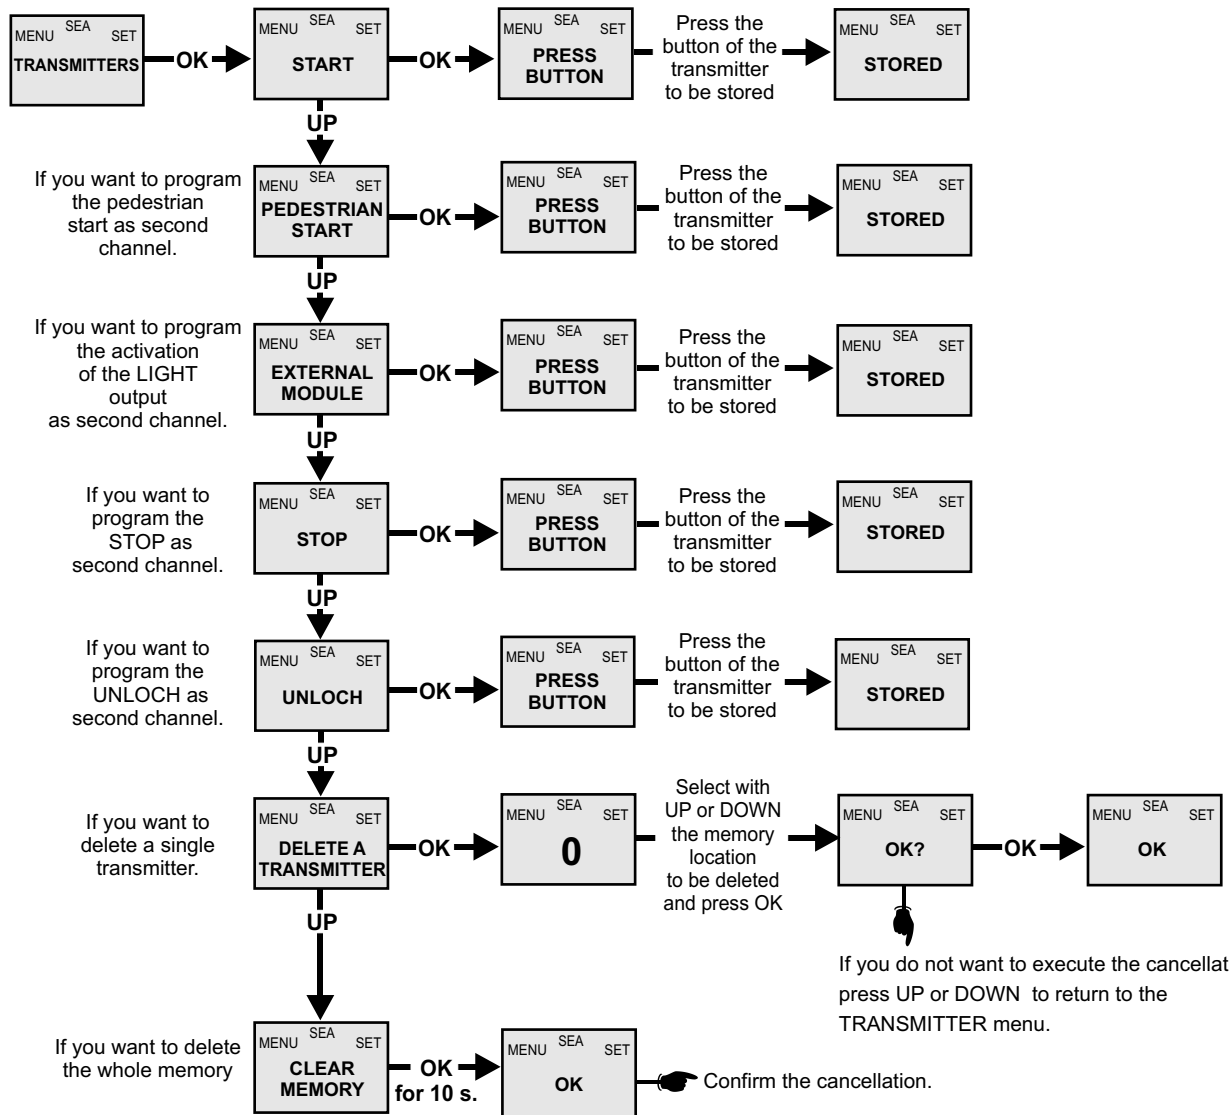 MENU SEA SET
TRANSMITTERS
OK
MENU SEA SET
START
OK
MENU SEA SET
PRESS
BUTTON
Press the
button of the
transmitter
to be stored
MENU SEA SET
STORED
UP
If you want to program
the pedestrian
start as second
channel.
MENU SEA SET
PEDESTRIAN
START
OK
MENU SEA SET
PRESS
BUTTON
Press the
button of the
transmitter
to be stored
MENU SEA SET
STORED
UP
If you want to program
the activation
of the LIGHT
output
as second channel.
MENU SEA SET
EXTERNAL
MODULE
OK
MENU SEA SET
PRESS
BUTTON
Press the
button of the
transmitter
to be stored
MENU SEA SET
STORED
UP
If you want to
program the
STOP as
second channel.
MENU SEA SET
STOP
OK
MENU SEA SET
PRESS
BUTTON
Press the
button of the
transmitter
to be stored
MENU SEA SET
STORED
UP
If you want to
program the
UNLOCH as
second channel.
MENU SEA SET
UNLOCH
OK
MENU SEA SET
PRESS
BUTTON
Press the
button of the
transmitter
to be stored
MENU SEA SET
STORED
UP
If you want to
delete a single
transmitter.
MENU SEA SET
DELETE A
TRANSMITTER
OK
MENU SEA SET
0
Select with
UP or DOWN
the memory
location
to be deleted
and press OK
MENU SEA SET
OK?
OK
MENU SEA SET
OK
If you do not want to execute the cancellat
press UP or DOWN to return to the
TRANSMITTER menu.
UP
If you want to delete
the whole memory
MENU SEA SET
CLEAR
MEMORY
OK
for 10 s.
MENU SEA SET
OK
Confirm the cancellation.